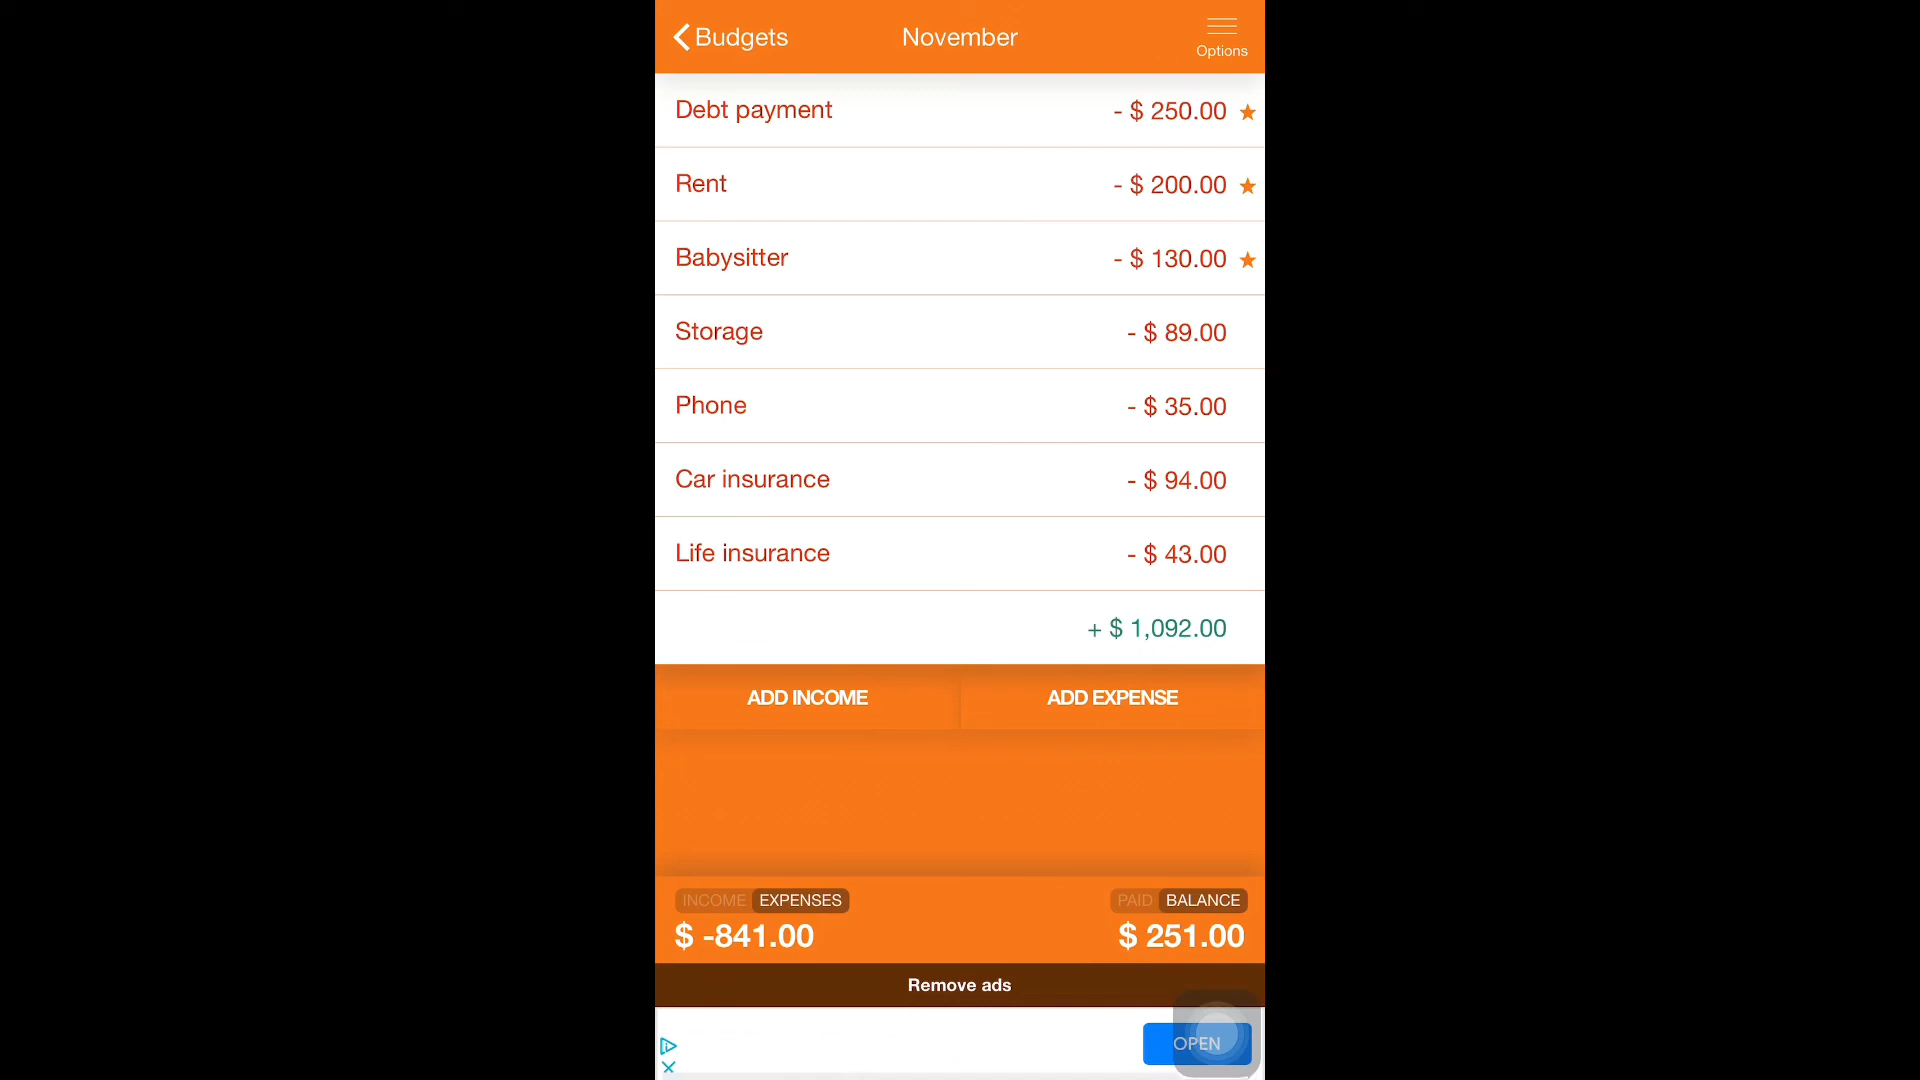 Budgets
November
Options
Debt payment - $ 250.00
Rent - $ 200.00
Babysitter - $ 130.00
Storage - $ 89.00
Phone - $ 35.00
Car insurance - $ 94.00
Life insurance - $ 43.00
+ $ 1,092.00
ADD INCOME ADD EXPENSE
INCOME EXPENSES PAID BALANCE
$ -841.00 $ 251.00
Remove ads
OPEN